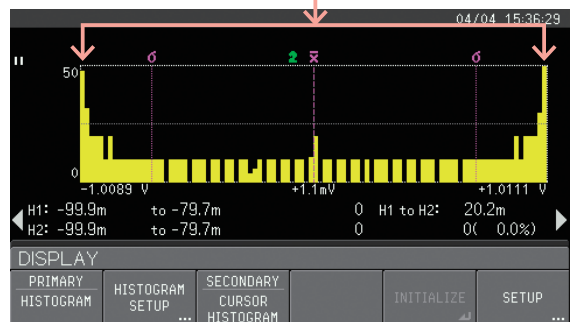 04/04 15:36:29
σ 2 x̄ σ
50
0
-1.0089 V +1.1mV +1.0111 V
H1: -99.9m to -79.7m 0 H1 to H2: 20.2m
H2: -99.9m to -79.7m 0 0( 0.0%)
DISPLAY
PRIMARY
HISTOGRAM
HISTOGRAM
SETUP
...
SECONDARY
CURSOR
HISTOGRAM
INITIALIZE
SETUP
...